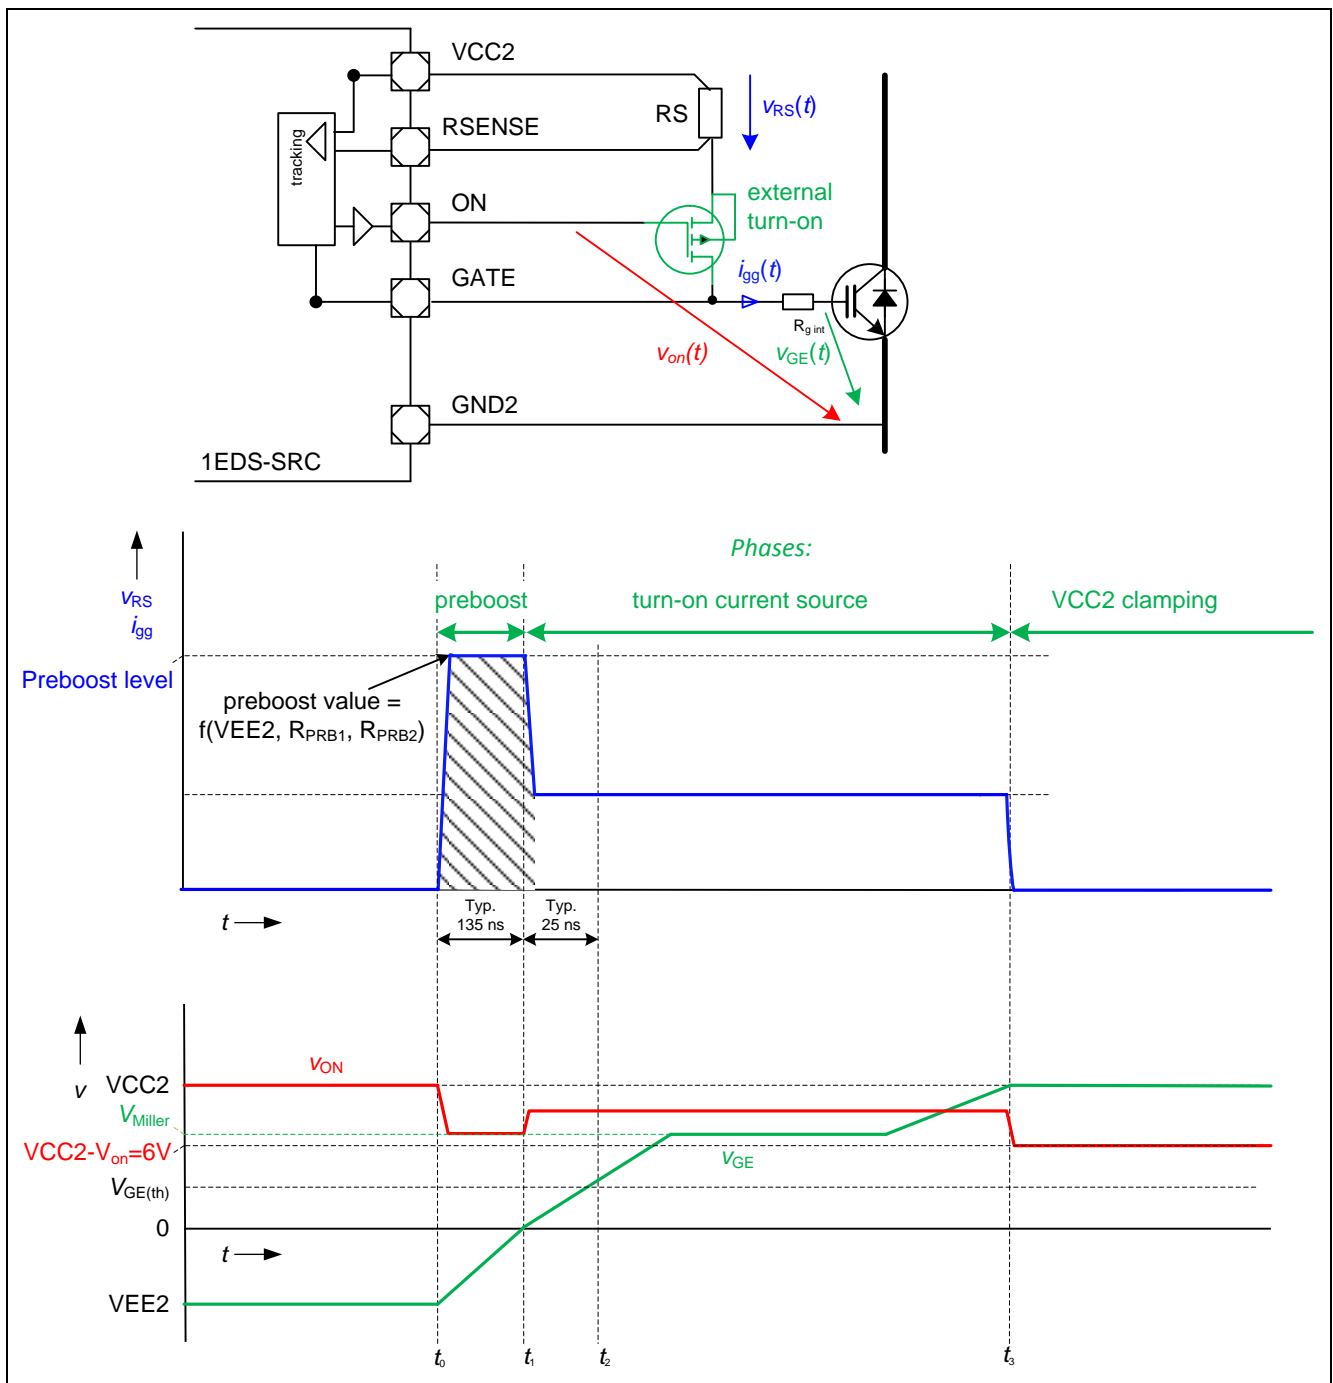 VCC2
RSENSE
ON
GATE
GND2
1EDS-SRC
tracking
RS
vRS(t)
external
turn-on
igg(t)
Rg int
von(t)
vGE(t)
Phases:
vRS
igg
preboost
turn-on current source
VCC2 clamping
Preboost level
preboost value =
f(VEE2, RPRB1, RPRB2)
t
Typ.
135 ns
Typ.
25 ns
v
vON
VCC2
VMiller
VCC2-Von=6V
vGE
VGE(th)
0
t
VEE2
t0
t1
t2
t3